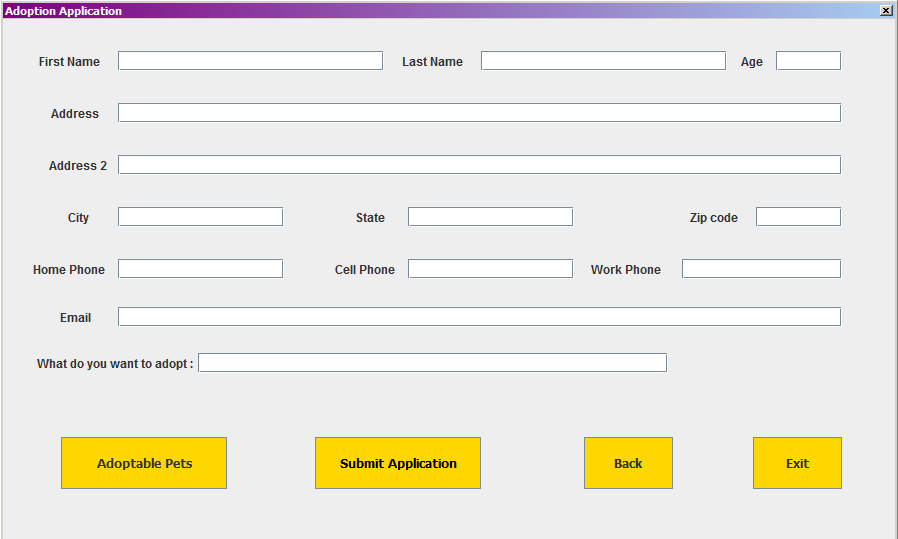 Adoption Application
First Name Last Name Age
Address
Address 2
City State Zip code
Home Phone Cell Phone Work Phone
Email
What do you want to adopt :
Adoptable Pets Submit Application Back Exit